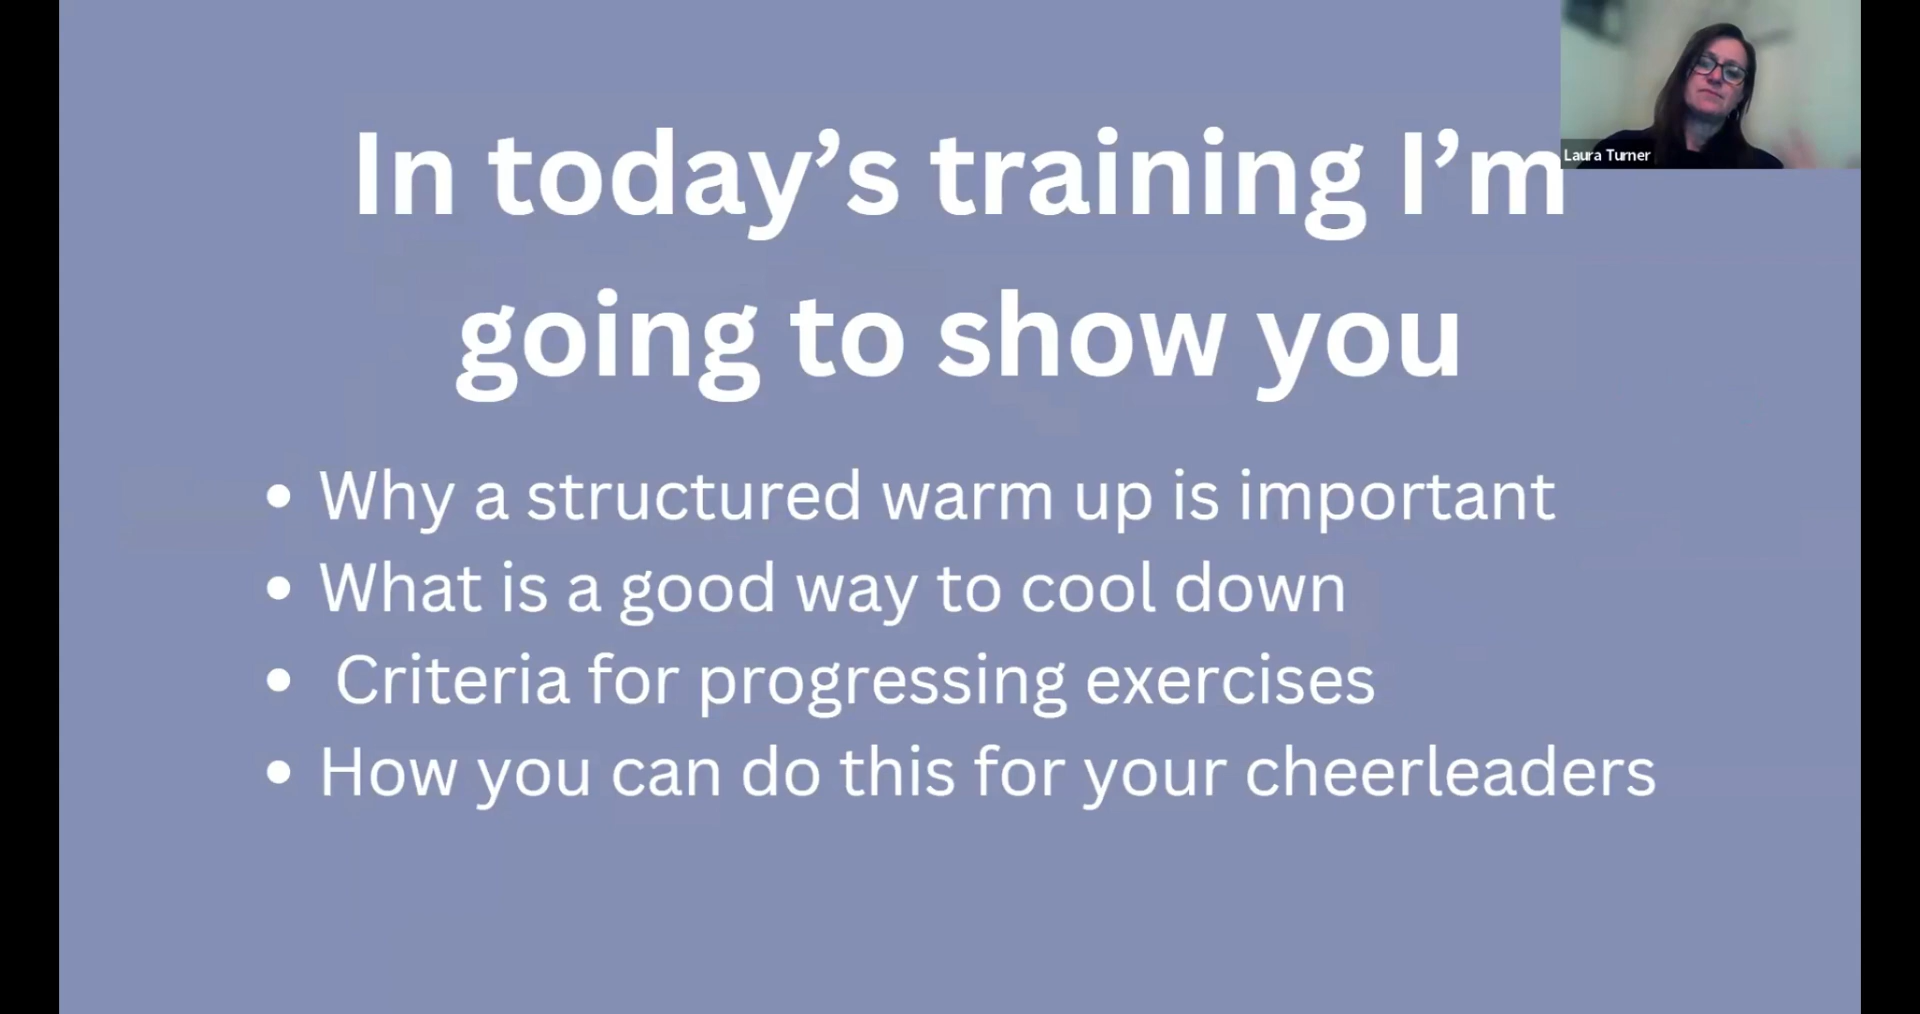 In today’s training I’m
going to show you
• Why a structured warm up is important
• What is a good way to cool down
• Criteria for progressing exercises
• How you can do this for your cheerleaders
Laura Turner